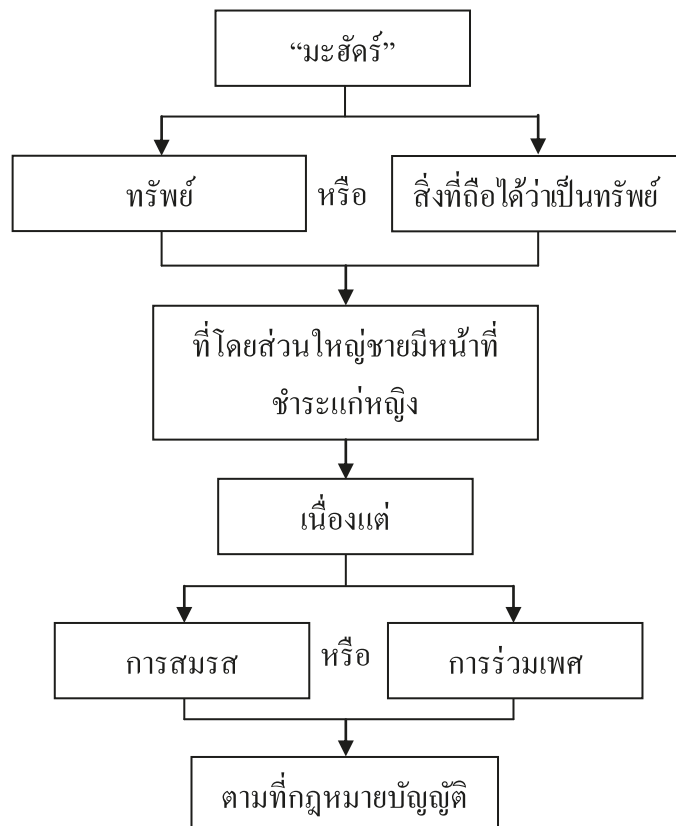 “มะฮัดร์”
ทรัพย์ หรือ สิ่งที่ถือได้ว่าเป็นทรัพย์
ที่โดยส่วนใหญ่ชายมีหน้าที่
ชำระแก่หญิง
เนื่องแต่
การสมรส หรือ การร่วมเพศ
ตามที่กฎหมายบัญญัติ